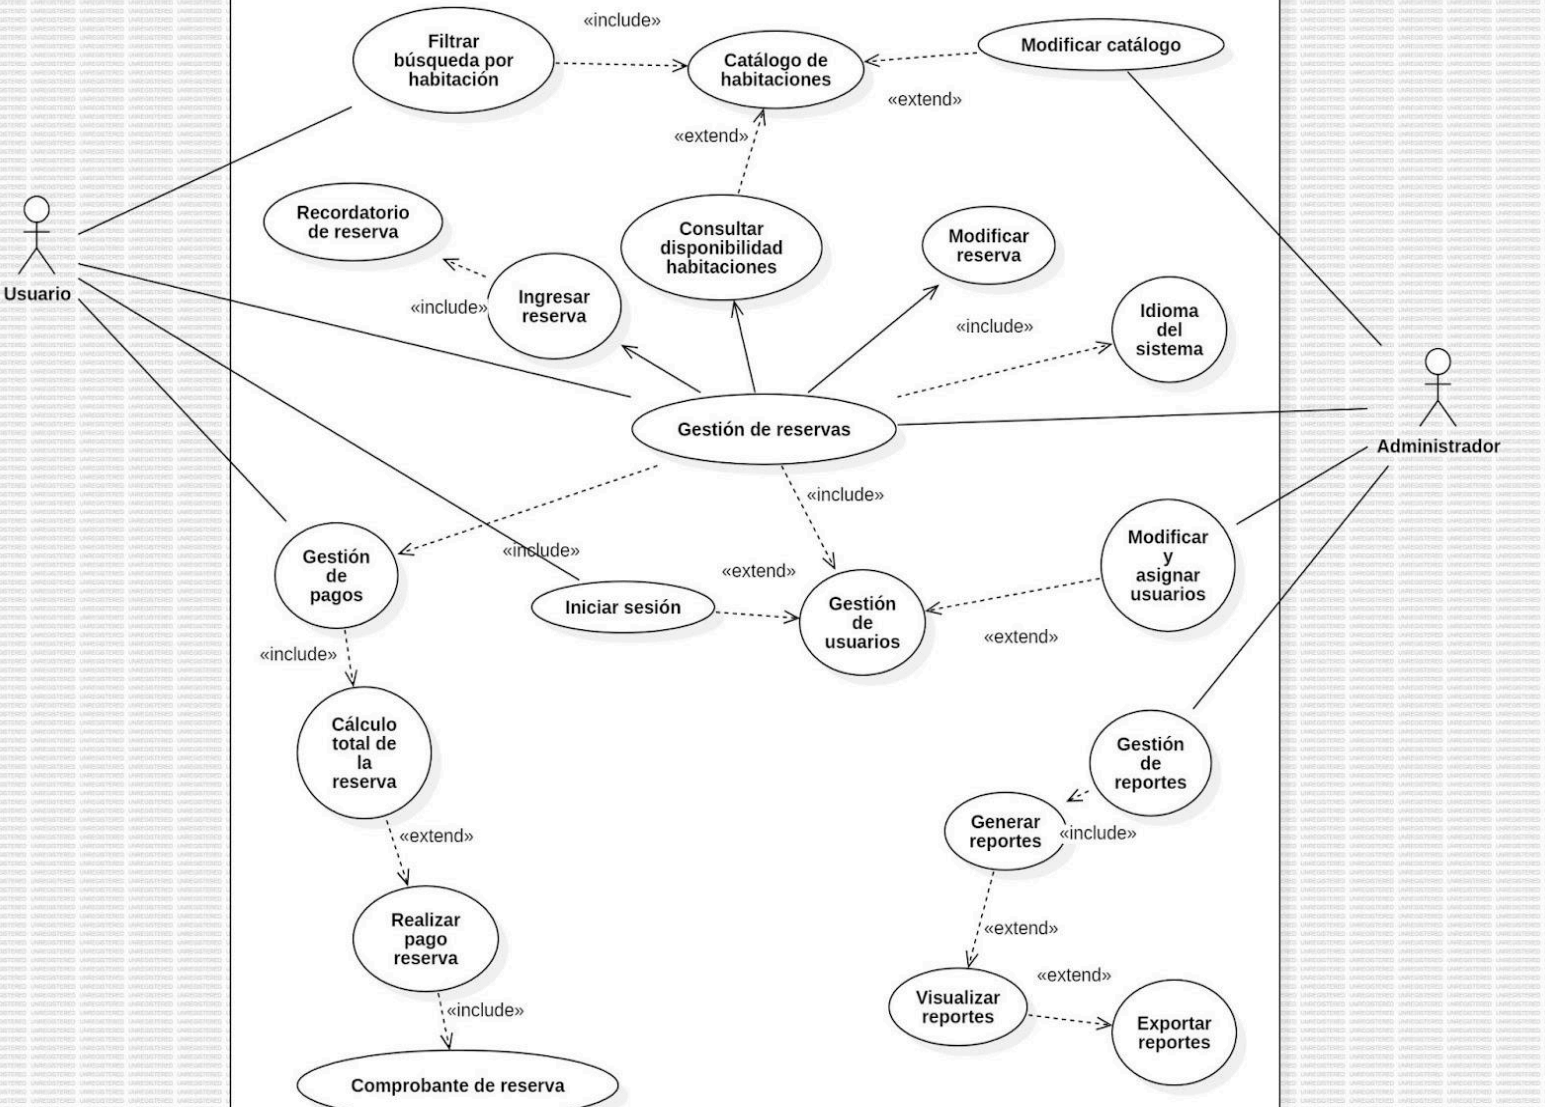 «include»
Filtrar
búsqueda por
habitación
Catálogo de
habitaciones
Modificar catálogo
«extend»
«extend»
Recordatorio
de reserva
Consultar
disponibilidad
habitaciones
Modificar
reserva
Usuario
Ingresar
reserva
«include»
«include»
Idioma
del
sistema
Gestión de reservas
Administrador
«include»
«include»
Gestión
de
pagos
«extend»
Iniciar sesión
Gestión
de
usuarios
Modificar
y
asignar
usuarios
«extend»
«include»
Cálculo
total de
la
reserva
Gestión
de
reportes
«extend»
Generar
reportes
«include»
Realizar
pago
reserva
«extend»
«include»
Visualizar
reportes
«extend»
Exportar
reportes
Comprobante de reserva
UNREGISTERED